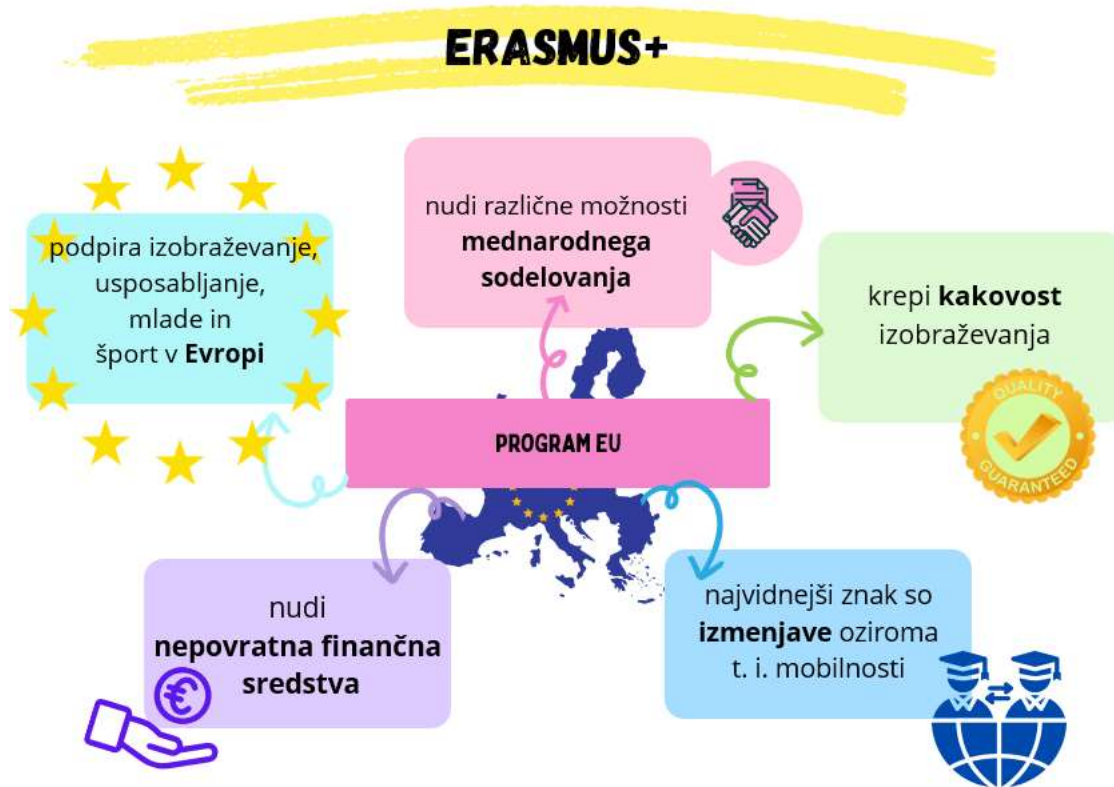 ERASMUS+
nudi različne možnosti
mednarodnega
sodelovanja
podpira izobraževanje,
usposabljanje,
mlade in
šport v Evropi
krepi kakovost
izobraževanja
QUALITY
GUARANTEED
PROGRAM EU
nudi
nepovratna finančna
sredstva
€
najvidnejši znak so
izmenjave oziroma
t. i. mobilnosti